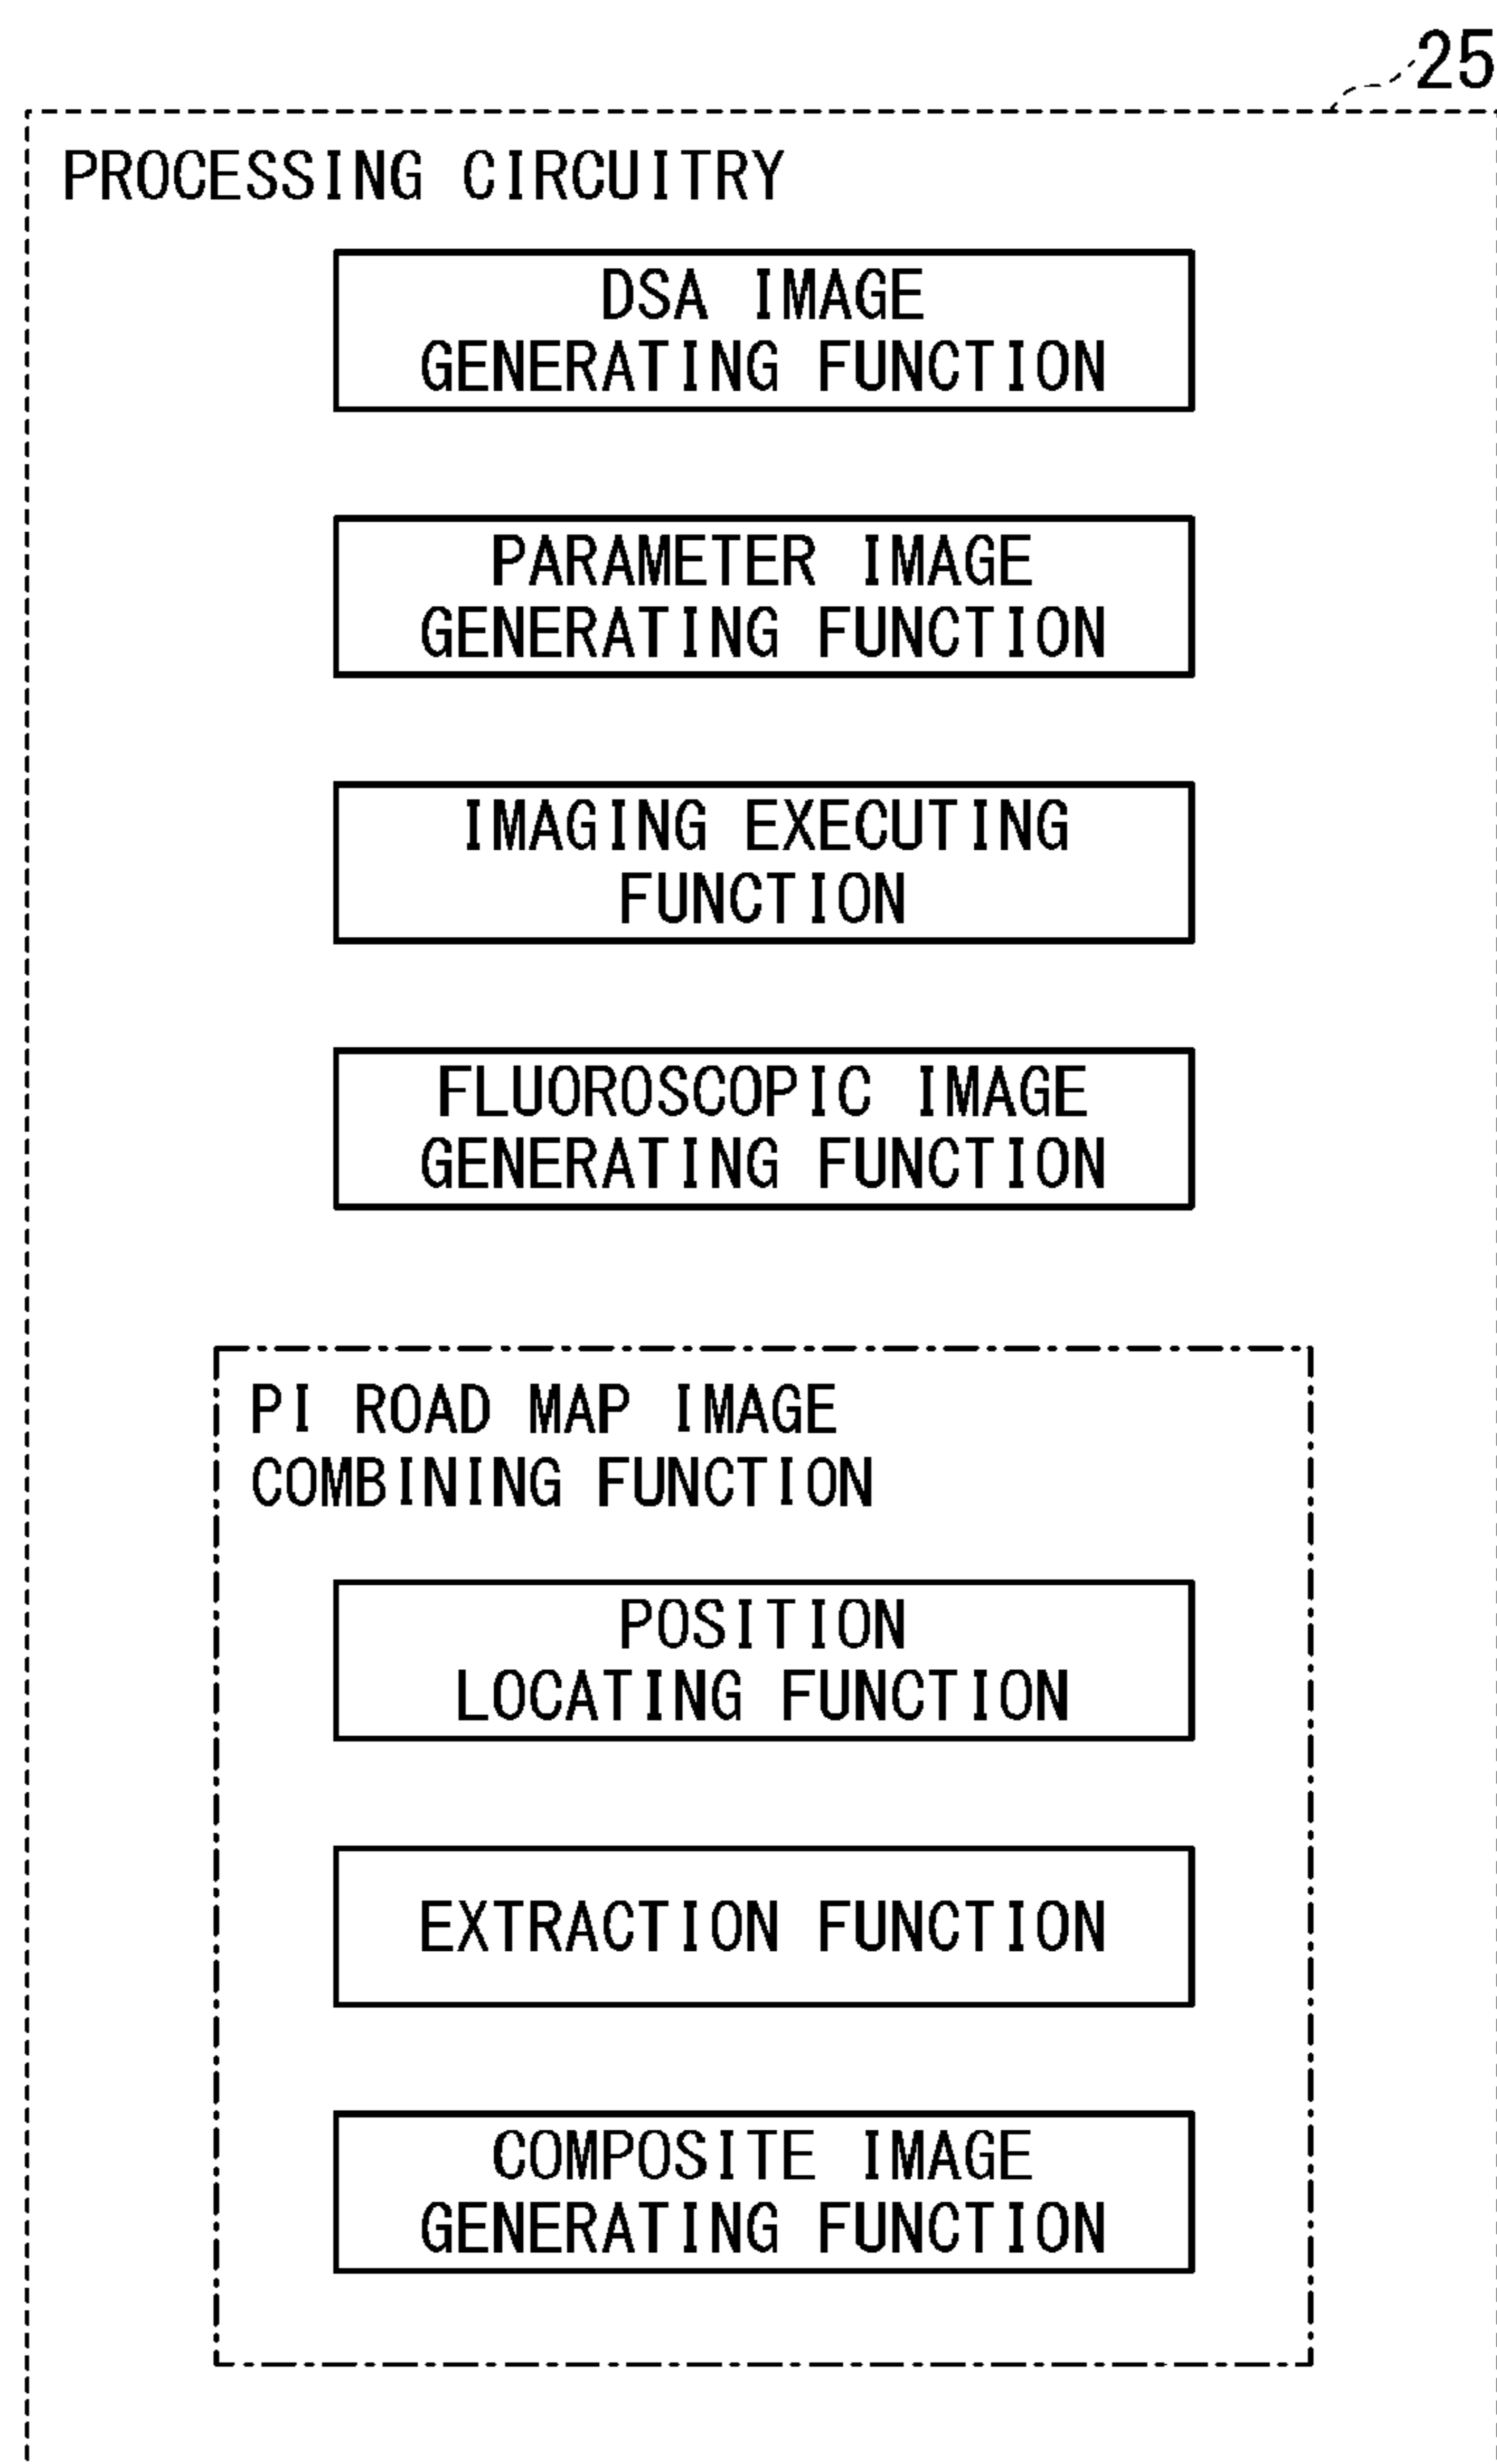 25
PROCESSING CIRCUITRY
DSA IMAGE
GENERATING FUNCTION
PARAMETER IMAGE
GENERATING FUNCTION
IMAGING EXECUTING
FUNCTION
FLUOROSCOPIC IMAGE
GENERATING FUNCTION
PI ROAD MAP IMAGE
COMBINING FUNCTION
POSITION
LOCATING FUNCTION
EXTRACTION FUNCTION
COMPOSITE IMAGE
GENERATING FUNCTION